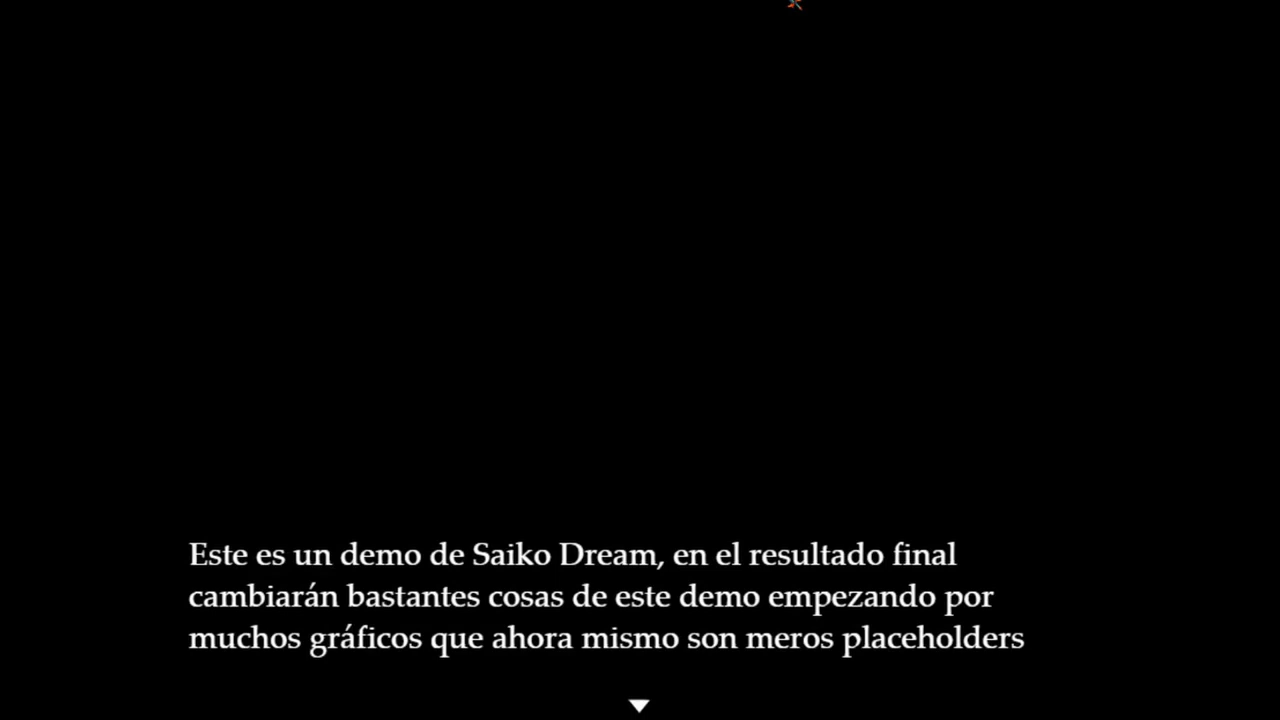 Este es un demo de Saiko Dream, en el resultado final
cambiarán bastantes cosas de este demo empezando por
muchos gráficos que ahora mismo son meros placeholders